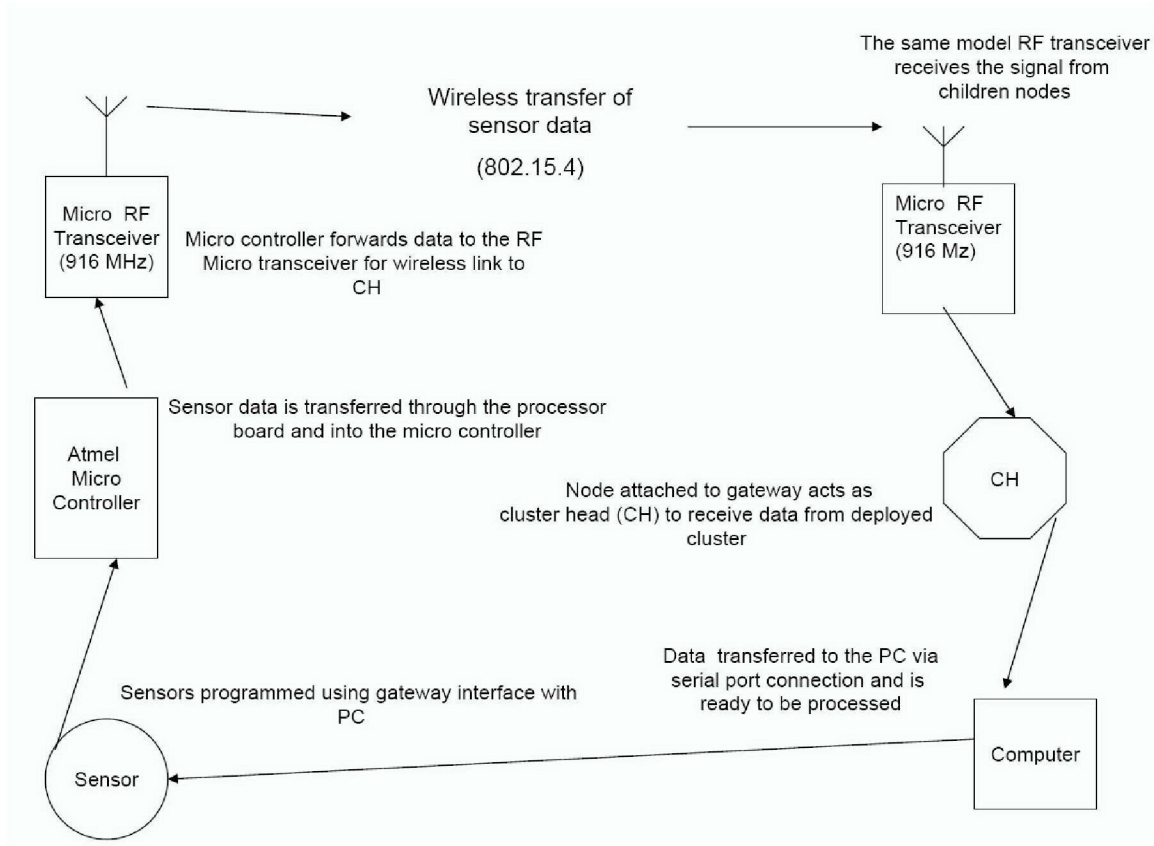 The same model RF transceiver
receives the signal from
children nodes
Wireless transfer of
sensor data
(802.15.4)
Micro RF
Transceiver
(916 MHz)
Micro controller forwards data to the RF
Micro transceiver for wireless link to
CH
Micro RF
Transceiver
(916 Mz)
Sensor data is transferred through the processor
board and into the micro controller
Atmel
Micro
Controller
CH
Node attached to gateway acts as
cluster head (CH) to receive data from deployed
cluster
Data transferred to the PC via
serial port connection and is
ready to be processed
Sensors programmed using gateway interface with
PC
Sensor
Computer